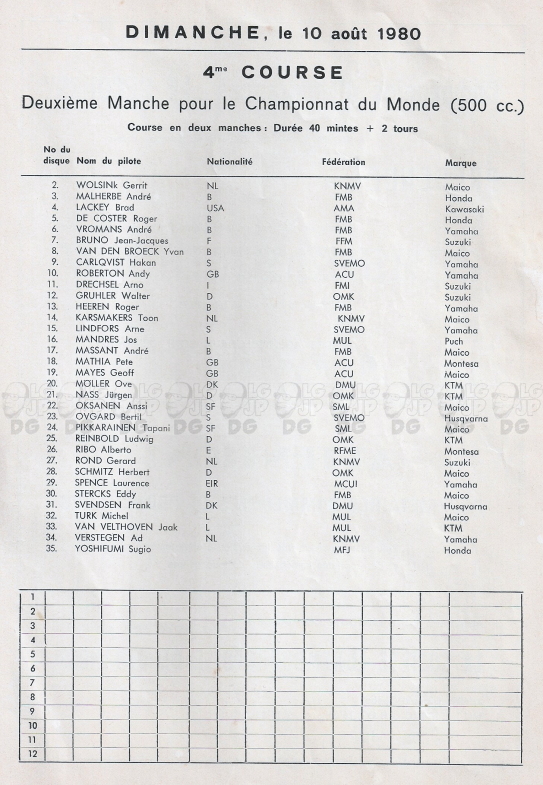 DIMANCHE, le 10 août 1980
4me COURSE
Deuxième Manche pour le Championnat du Monde (500 cc.)
Course en deux manches : Durée 40 mintes + 2 tours
No du disque Nom du pilote Nationalité Fédération Marque
2. WOLSINk Gerrit NL KNMV Maico
3. MALHERBE André B FMB Honda
4. LACKEY Brad USA AMA Kawasaki
5. DE COSTER Roger B FMB Honda
6. VROMANS André B FMB Yamaha
7. BRUNO Jean-Jacques F FFM Suzuki
8. VAN DEN BROECK Yvan B FMB Maico
9. CARLQVIST Hakan S SVEMO Yamaha
10. ROBERTON Andy GB ACU Yamaha
11. DRECHSEL Arno I FMI Suzuki
12. GRUHLER Walter D OMK Suzuki
13. HEEREN Roger B FMB Yamaha
14. KARSMAKERS Toon NL KNMV Maico
15. LINDFORS Arne S SVEMO Yamaha
16. MANDRES Jos L MUL Puch
17. MASSANT André B FMB Maico
18. MATHIA Pete GB ACU Montesa
19. MAYES Geoff GB ACU Maico
20. MOLLER Ove DK DMU KTM
21. NASS Jürgen D OMK KTM
22. OKSANEN Anssi SF SML Maico
23. OVGARD Bertil S SVEMO Husqvarna
24. PIKKARAINEN Tapani SF SML Maico
25. REINBOLD Ludwig D OMK KTM
26. RIBO Alberto E RFME Montesa
27. ROND Gerard NL KNMV Suzuki
28. SCHMITZ Herbert D OMK Maico
29. SPENCE Laurence EIR MCUI Yamaha
30. STERCKS Eddy B FMB Maico
31. SVENDSEN Frank DK DMU Husqvarna
32. TURK Michel L MUL Maico
33. VAN VELTHOVEN Jaak L MUL KTM
34. VERSTEGEN Ad NL KNMV Yamaha
35. YOSHIFUMI Sugio MFJ Honda
1
2
3
4
5
6
7
8
9
10
11
12